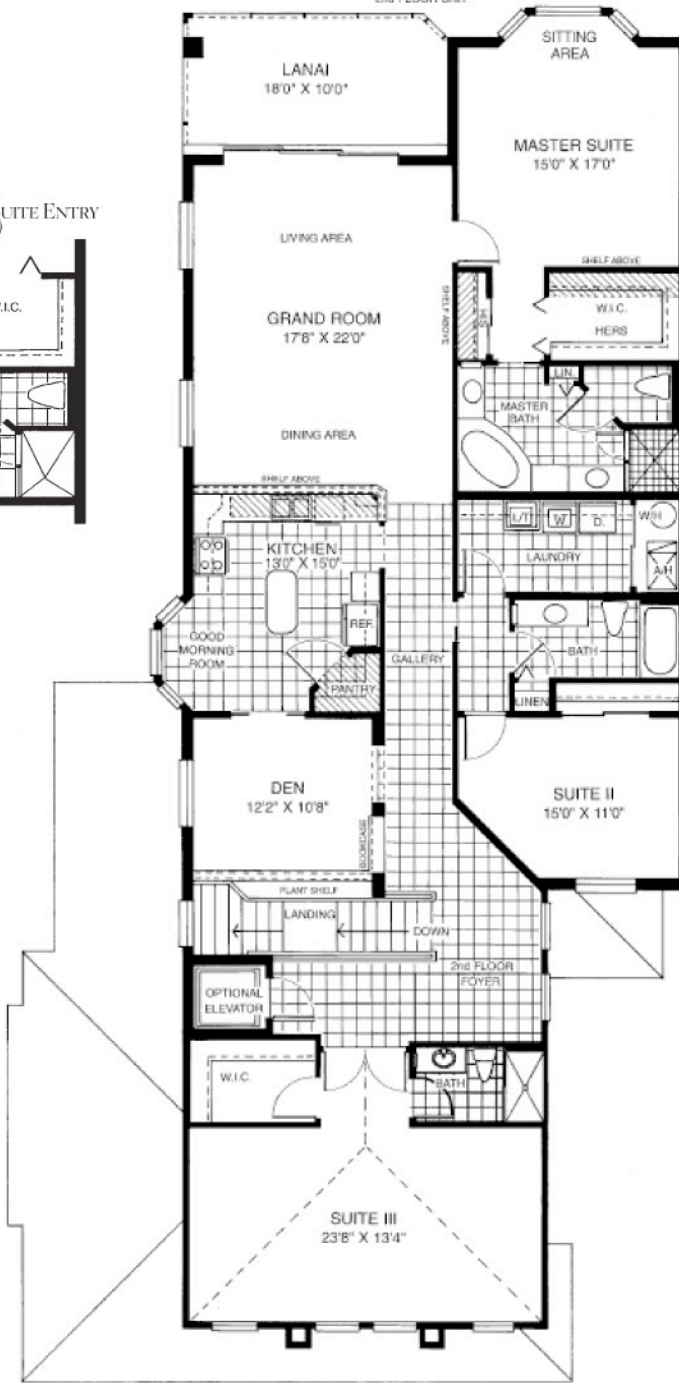 SITTING
AREA
LANAI
18'0" X 10'0"
MASTER SUITE
15'0" X 17'0"
UITE ENTRY
)
.I.C.
LIVING AREA
SHELF ABOVE
SHELF ABOVE
HIS
W.I.C.
HERS
GRAND ROOM
17'8" X 22'0"
LIN.
MASTER
BATH
DINING AREA
SHELF ABOVE
L/T
W
D.
W/H
LAUNDRY
A/H
KITCHEN
13'0" X 15'0"
REF.
GOOD
MORNING
ROOM
GALLERY
BATH
PANTRY
LINEN
DEN
12'2" X 10'8"
SUITE II
15'0" X 11'0"
BOOKCASE
PLANT SHELF
LANDING
DOWN
2nd FLOOR
FOYER
OPTIONAL
ELEVATOR
W.I.C.
BATH
SUITE III
23'8" X 13'4"